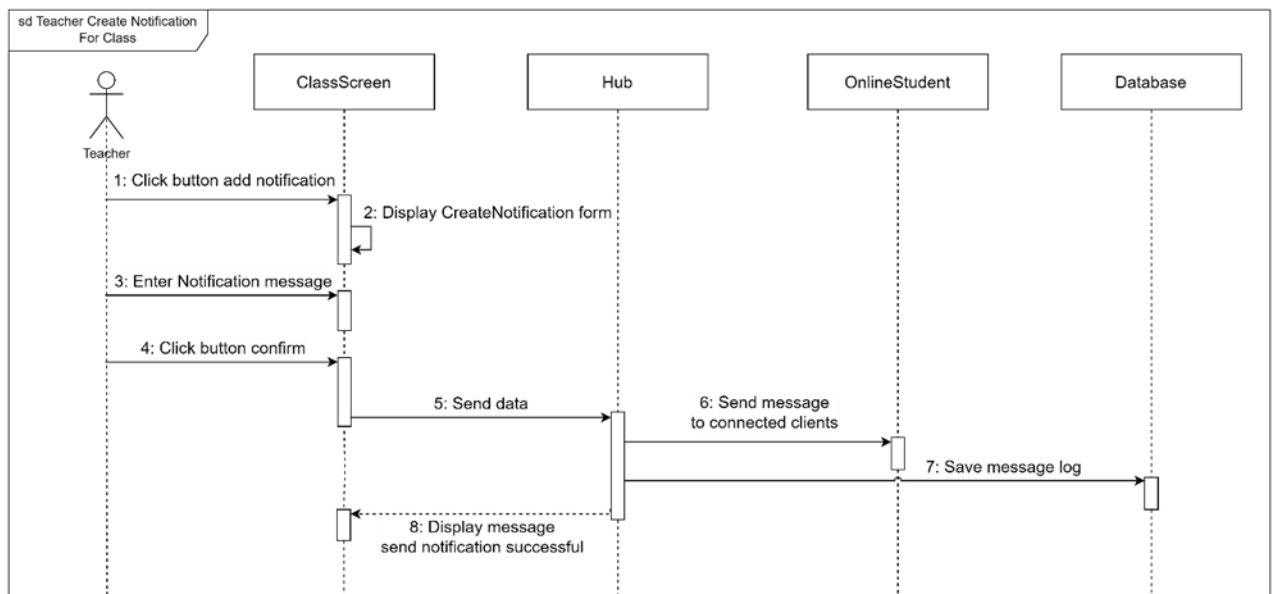 sd Teacher Create Notification
For Class
ClassScreen
Hub
OnlineStudent
Database
Teacher
1: Click button add notification
2: Display CreateNotification form
3: Enter Notification message
4: Click button confirm
5: Send data
6: Send message
to connected clients
7: Save message log
8: Display message
send notification successful